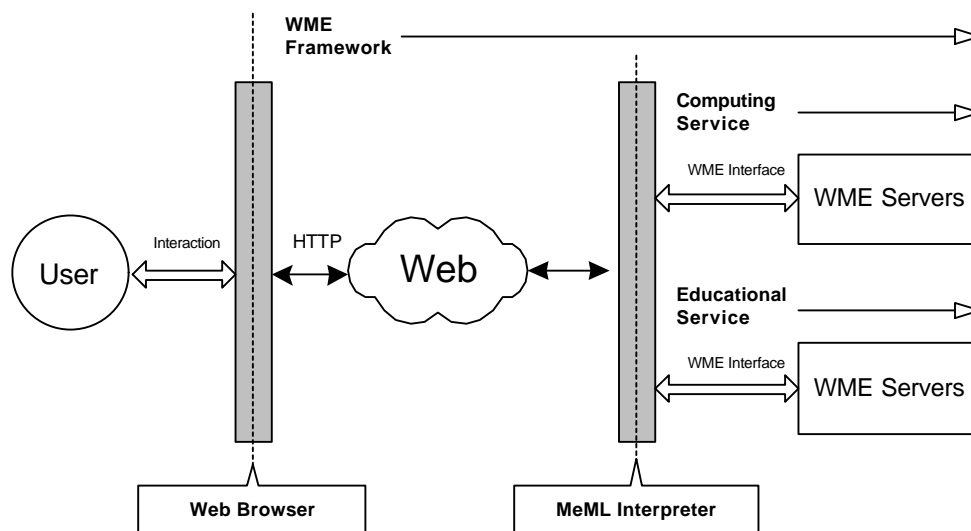 WME
Framework
Computing
Service
WME Interface
WME Servers
User
Interaction
HTTP
Web
Educational
Service
WME Interface
WME Servers
Web Browser
MeML Interpreter